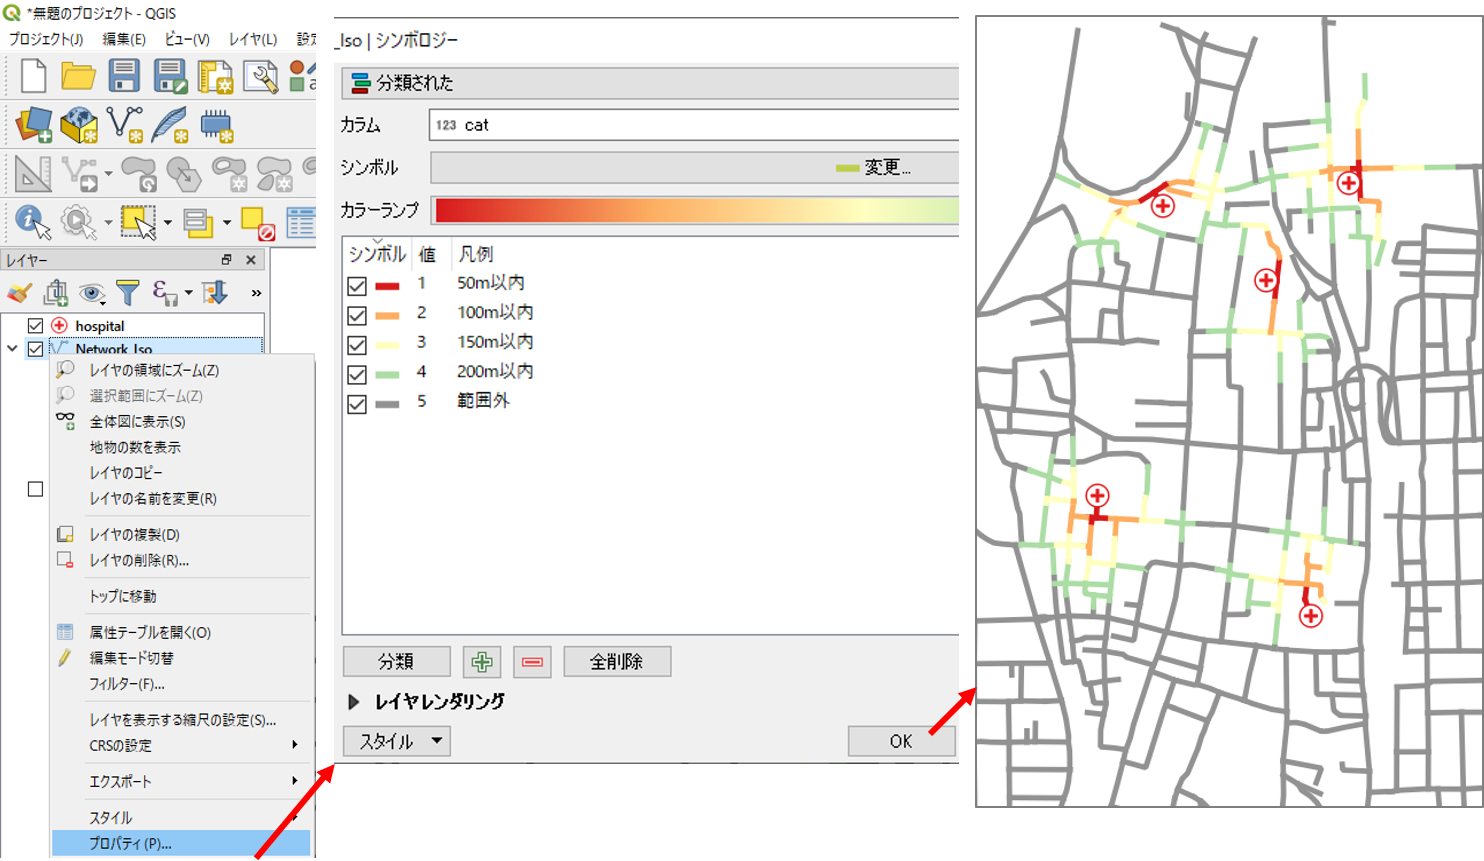 *無題のプロジェクト - QGIS
プロジェクト(J) 編集(E) ビュー(V) レイヤ(L) 設定
レイヤー
hospital
Network_Iso
レイヤの領域にズーム(Z)
選択範囲にズーム(Z)
全体図に表示(S)
地物の数を表示
レイヤのコピー
レイヤの名前を変更(R)
レイヤの複製(D)
レイヤの削除(R)...
トップに移動
属性テーブルを開く(O)
編集モード切替
フィルター(F)...
レイヤを表示する縮尺の設定(S)...
CRSの設定
エクスポート
スタイル
プロパティ(P)...
_Iso | シンボロジー
分類された
カラム 123 cat
シンボル 変更...
カラーランプ
シンボル 値 凡例
1 50m以内
2 100m以内
3 150m以内
4 200m以内
5 範囲外
分類 全削除
レイヤレンダリング
スタイル OK